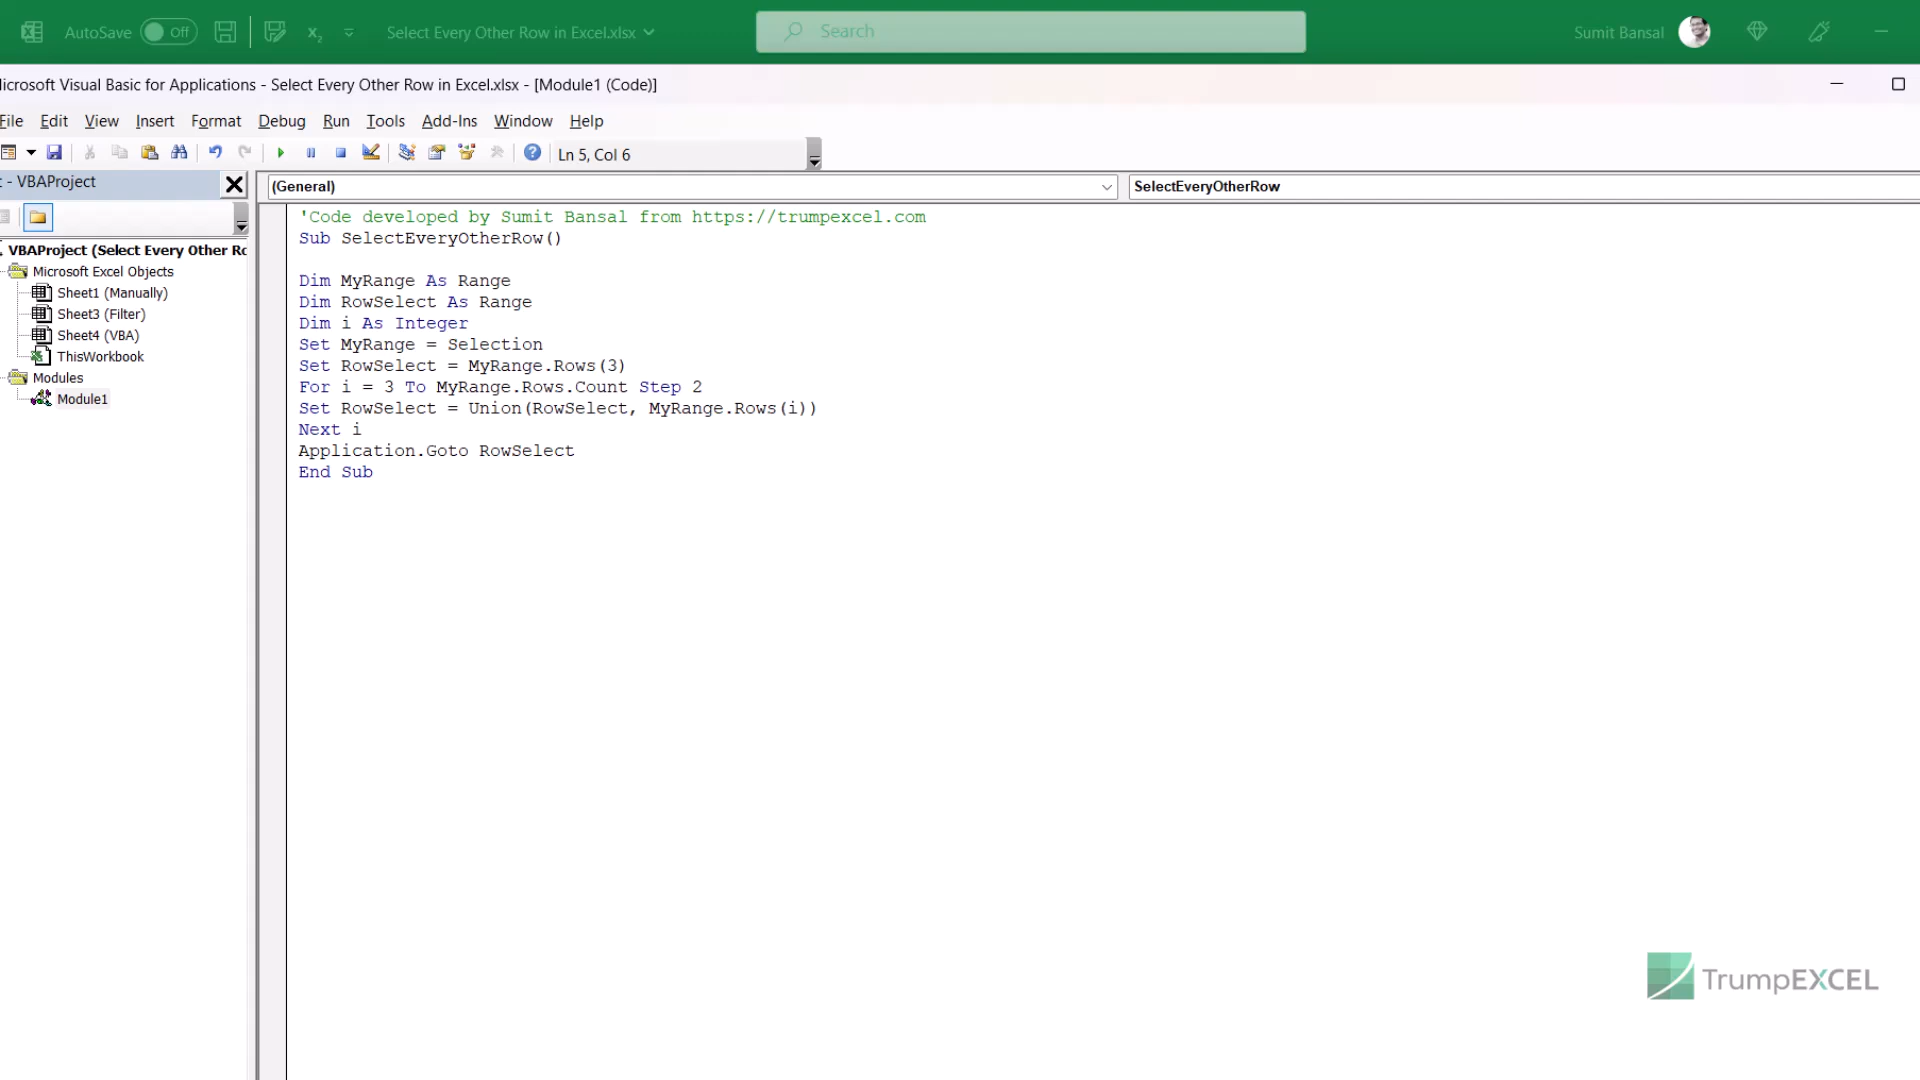 AutoSave Off
Select Every Other Row in Excel.xlsx
Search
Sumit Bansal
icrosoft Visual Basic for Applications - Select Every Other Row in Excel.xlsx - [Module1 (Code)]
File Edit View Insert Format Debug Run Tools Add-Ins Window Help
Ln 5, Col 6
- VBAProject
(General)
SelectEveryOtherRow
VBAProject (Select Every Other Ro
Microsoft Excel Objects
Sheet1 (Manually)
Sheet3 (Filter)
Sheet4 (VBA)
ThisWorkbook
Modules
Module1
'Code developed by Sumit Bansal from https://trumpexcel.com
Sub SelectEveryOtherRow()
Dim MyRange As Range
Dim RowSelect As Range
Dim i As Integer
Set MyRange = Selection
Set RowSelect = MyRange.Rows(3)
For i = 3 To MyRange.Rows.Count Step 2
Set RowSelect = Union(RowSelect, MyRange.Rows(i))
Next i
Application.Goto RowSelect
End Sub
TrumpEXCEL